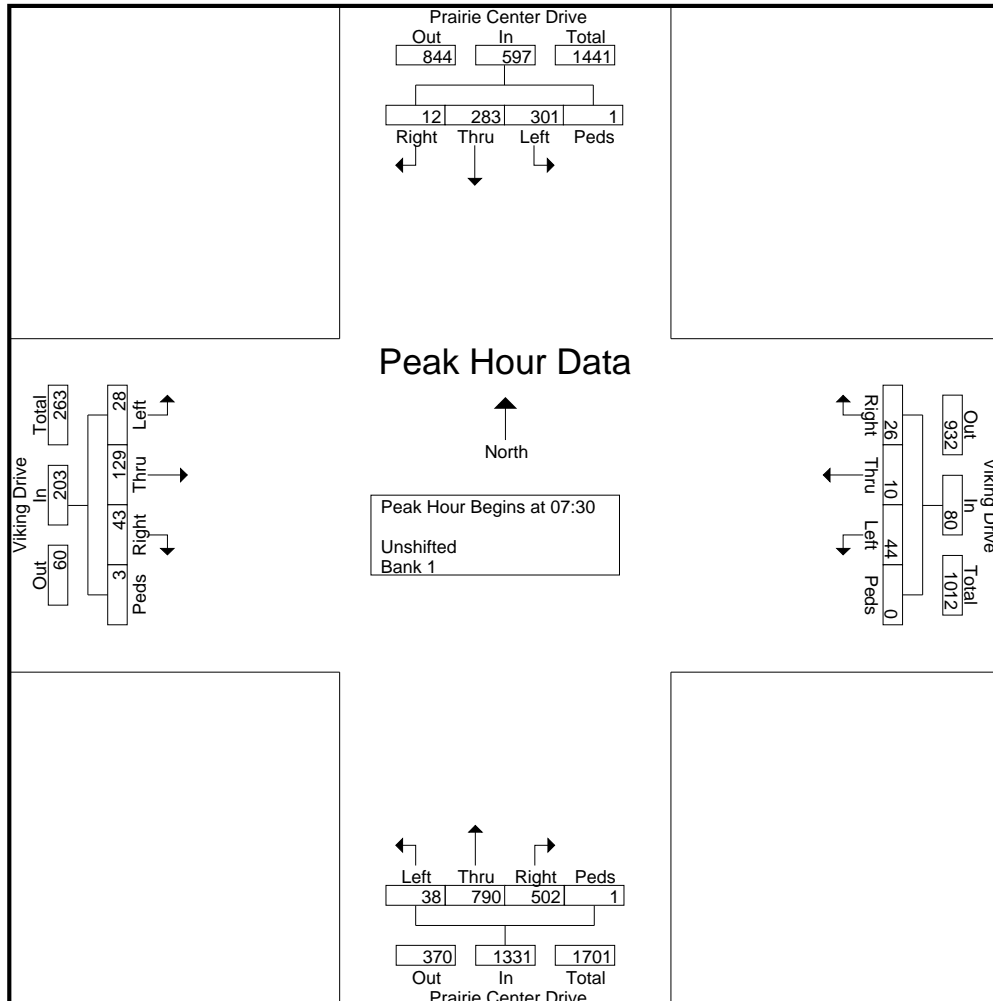 Prairie Center Drive
Out In Total
844 597 1441
12 283 301 1
Right Thru Left Peds
Peak Hour Data
North
Peak Hour Begins at 07:30
Unshifted
Bank 1
Viking Drive
Total In Out
263 203 60
28 129 43 3
Left Thru Right Peds
Viking Drive
Out In Total
932 80 1012
26 10 44 0
Right Thru Left Peds
Left Thru Right Peds
38 790 502 1
370 1331 1701
Out In Total
Prairie Center Drive